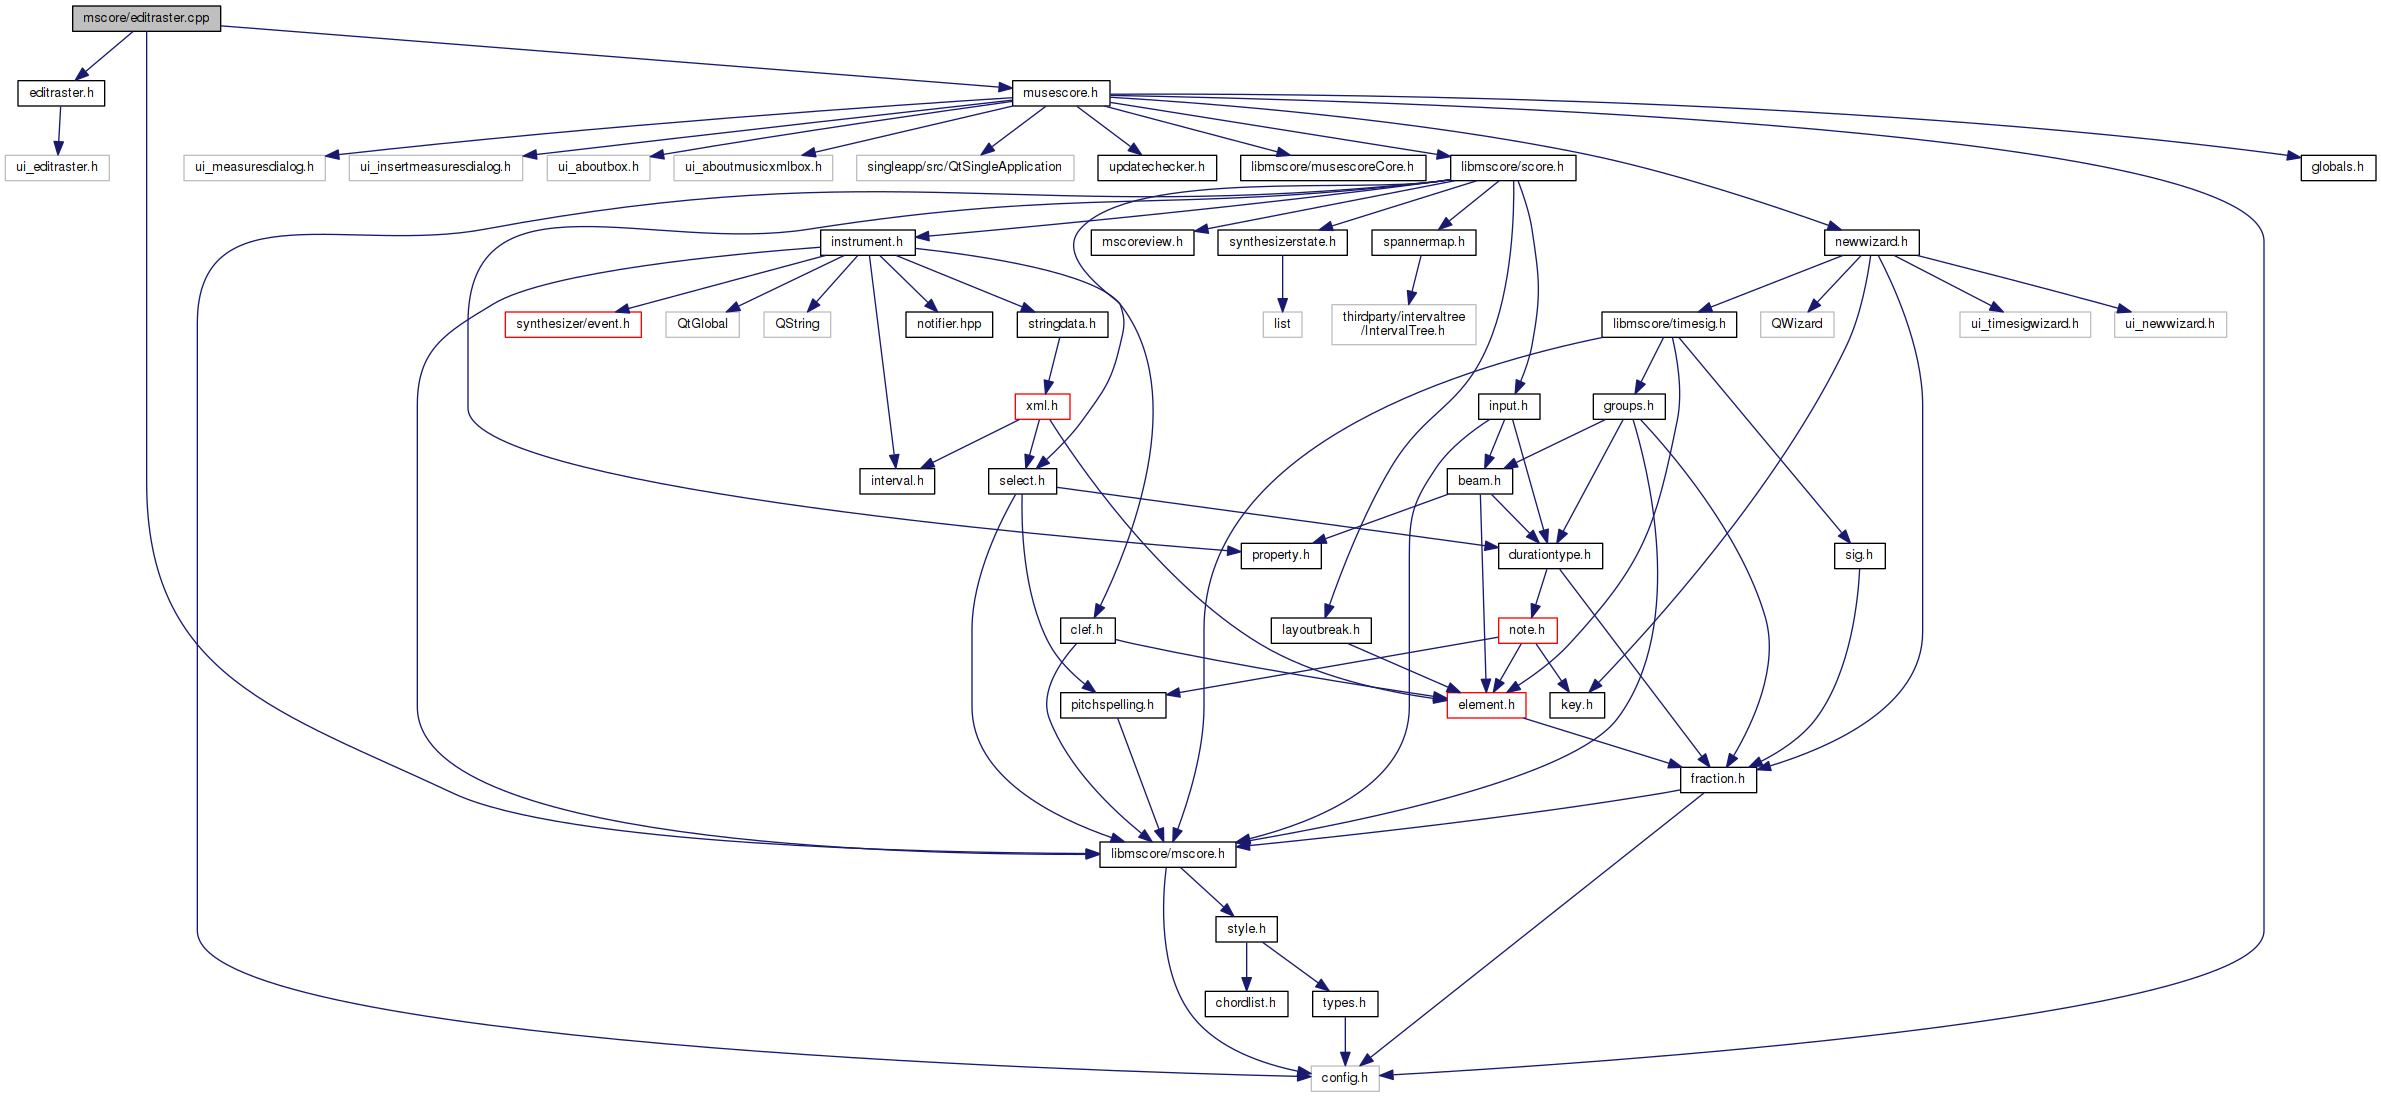 mscore/editraster.cpp
editraster.h
musescore.h
ui_editraster.h
ui_measuresdialog.h
ui_insertmeasuresdialog.h
ui_aboutbox.h
ui_aboutmusicxmlbox.h
singleapp/src/QtSingleApplication
updatechecker.h
libmscore/musescoreCore.h
libmscore/score.h
globals.h
instrument.h
mscoreview.h
synthesizerstate.h
spannermap.h
newwizard.h
synthesizer/event.h
QtGlobal
QString
notifier.hpp
stringdata.h
list
thirdparty/intervaltree
/IntervalTree.h
libmscore/timesig.h
QWizard
ui_timesigwizard.h
ui_newwizard.h
xml.h
input.h
groups.h
interval.h
select.h
beam.h
property.h
durationtype.h
sig.h
clef.h
layoutbreak.h
note.h
pitchspelling.h
element.h
key.h
fraction.h
libmscore/mscore.h
style.h
chordlist.h
types.h
config.h